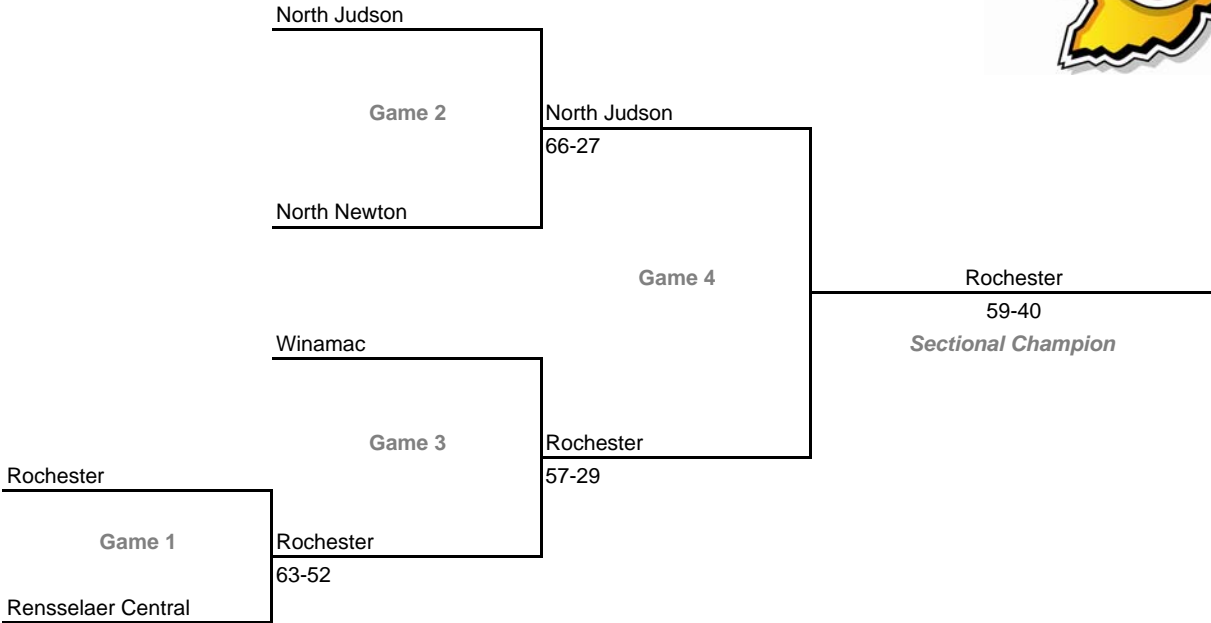 North Judson
Game 2
North Judson
66-27
North Newton
Game 4
Rochester
59-40
Winamac
Sectional Champion
Game 3
Rochester
Rochester
57-29
Game 1
Rochester
63-52
Rensselaer Central